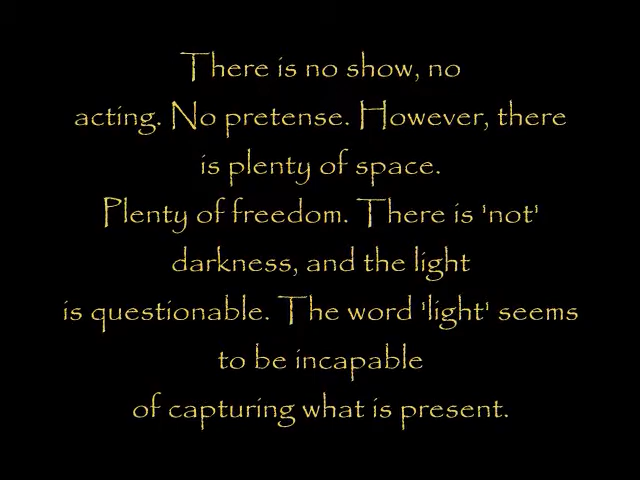 There is no show, no
acting. No pretense. However, there
is plenty of space.
Plenty of freedom. There is 'not'
darkness, and the light
is questionable. The word 'light' seems
to be incapable
of capturing what is present.